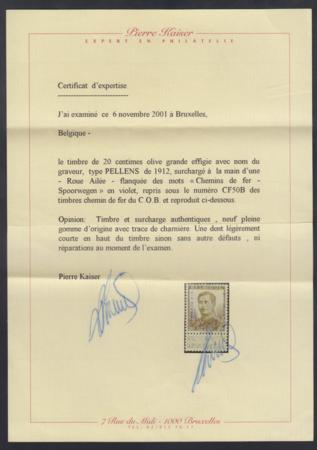 Pierre Kaiser
EXPERT EN PHILATELIE
Certificat d'expertise
J'ai examiné ce 6 novembre 2001 à Bruxelles,
Belgique -
le timbre de 20 centimes olive grande effigie avec nom du
graveur, type PELLENS de 1912, surchargé à la main d'une
- Roue Ailée - flanquée des mots « Chemins de fer -
Spoorwegen » en violet, repris sous le numéro CF50B des
timbres chemin de fer du C.O.B. et reproduit ci-dessous.
Opinion: Timbre et surcharge authentiques , neuf pleine
gomme d'origine avec trace de charnière. Une dent légèrement
courte en haut du timbre sinon sans autre défauts , ni
réparations au moment de l'examen.
Pierre Kaiser
7 Rue du Midi - 1000 Bruxelles